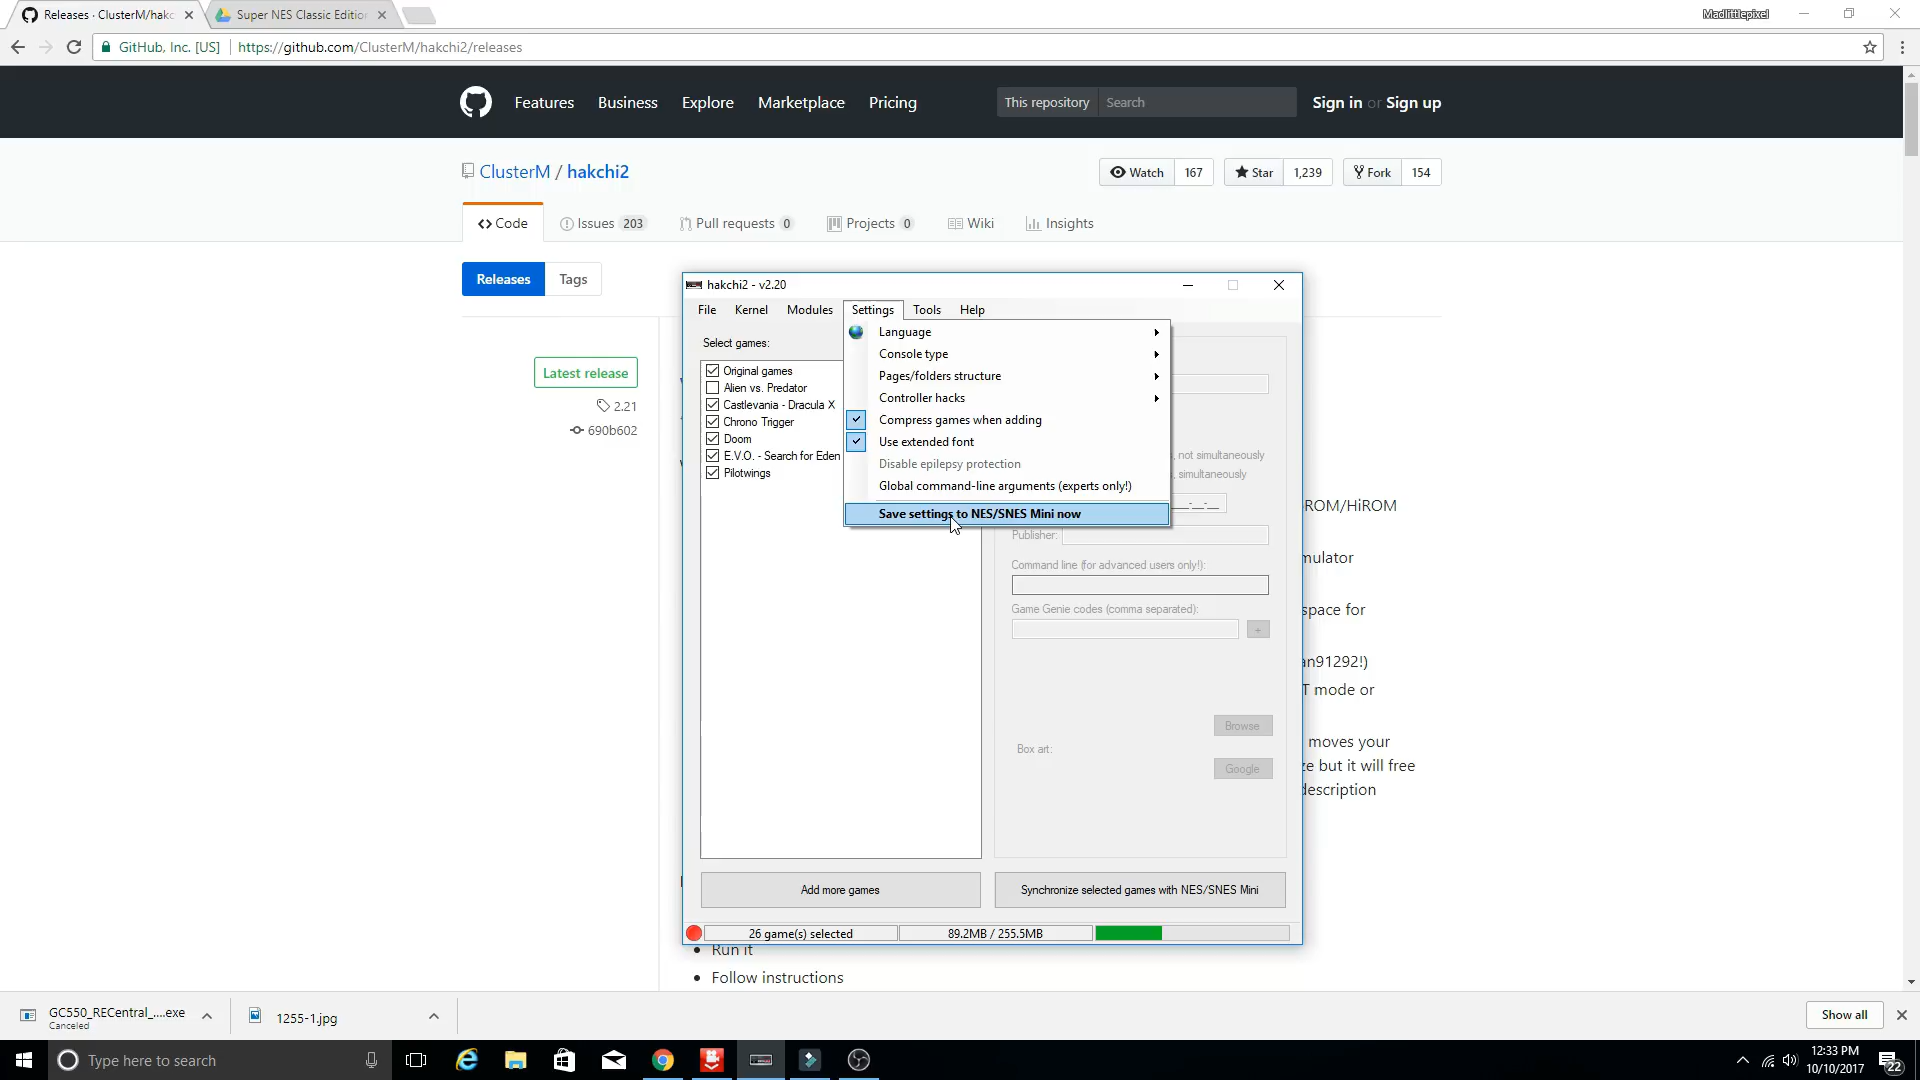 Releases · ClusterM/hakc
Super NES Classic Edition
Madlittlepixel
GitHub, Inc. [US]
https://github.com/ClusterM/hakchi2/releases
Features
Business
Explore
Marketplace
Pricing
This repository
Search
Sign in or Sign up
ClusterM / hakchi2
Watch
167
Star
1,239
Fork
154
Code
Issues 203
Pull requests 0
Projects 0
Wiki
Insights
Releases
Tags
Latest release
2.21
690b602
hakchi2 - v2.20
File
Kernel
Modules
Settings
Tools
Help
Select games:
Original games
Alien vs. Predator
Castlevania - Dracula X
Chrono Trigger
Doom
E.V.O. - Search for Eden
Pilotwings
Language
Console type
Pages/folders structure
Controller hacks
Compress games when adding
Use extended font
Disable epilepsy protection
Global command-line arguments (experts only!)
Save settings to NES/SNES Mini now
, not simultaneously
, simultaneously
Publisher:
Command line (for advanced users only!):
Game Genie codes (comma separated):
+
Browse
Box art:
Google
Add more games
Synchronize selected games with NES/SNES Mini
26 game(s) selected
89.2MB / 255.5MB
ROM/HiROM
mulator
space for
an91292!)
T mode or
moves your
ze but it will free
description
Run it
Follow instructions
GC550_RECentral_....exe
Canceled
1255-1.jpg
Show all
Type here to search
12:33 PM
10/10/2017
22